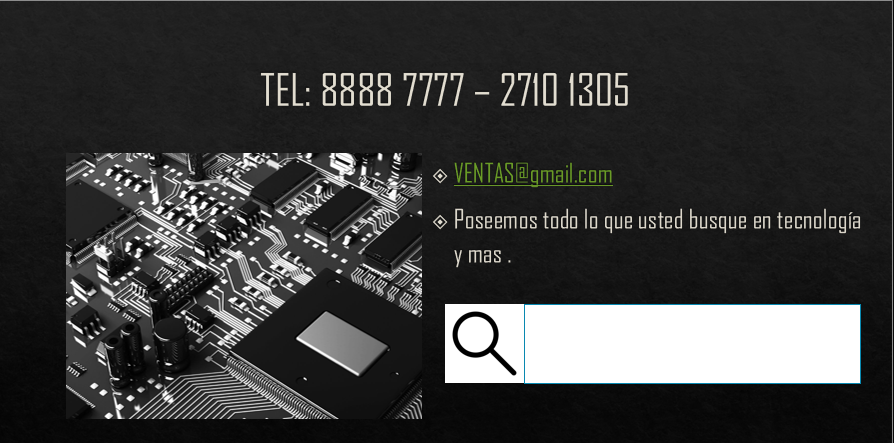 TEL: 8888 7777 – 2710 1305
VENTAS@gmail.com
Poseemos todo lo que usted busque en tecnología
y mas .